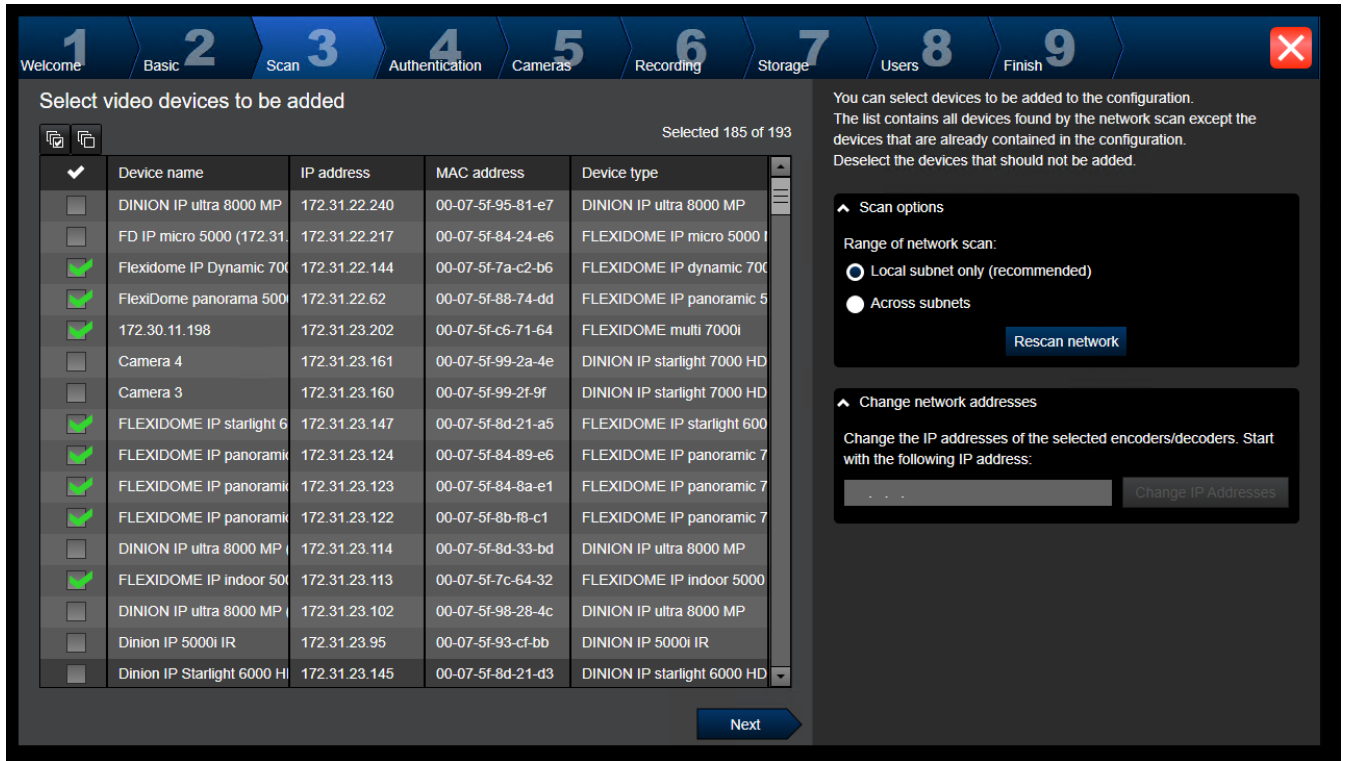 1 2 3 4 5 6 7 8 9
Welcome Basic Scan Authentication Cameras Recording Storage Users Finish
Select video devices to be added
Selected 185 of 193
Device name IP address MAC address Device type
DINION IP ultra 8000 MP 172.31.22.240 00-07-5f-95-81-e7 DINION IP ultra 8000 MP
FD IP micro 5000 (172.31. 172.31.22.217 00-07-5f-84-24-e6 FLEXIDOME IP micro 5000
Flexidome IP Dynamic 700 172.31.22.144 00-07-5f-7a-c2-b6 FLEXIDOME IP dynamic 700
FlexiDome panorama 500 172.31.22.62 00-07-5f-88-74-dd FLEXIDOME IP panoramic 5
172.30.11.198 172.31.23.202 00-07-5f-c6-71-64 FLEXIDOME multi 7000i
Camera 4 172.31.23.161 00-07-5f-99-2a-4e DINION IP starlight 7000 HD
Camera 3 172.31.23.160 00-07-5f-99-2f-9f DINION IP starlight 7000 HD
FLEXIDOME IP starlight 6 172.31.23.147 00-07-5f-8d-21-a5 FLEXIDOME IP starlight 600
FLEXIDOME IP panoramic 172.31.23.124 00-07-5f-84-89-e6 FLEXIDOME IP panoramic 7
FLEXIDOME IP panoramic 172.31.23.123 00-07-5f-84-8a-e1 FLEXIDOME IP panoramic 7
FLEXIDOME IP panoramic 172.31.23.122 00-07-5f-8b-f8-c1 FLEXIDOME IP panoramic 7
DINION IP ultra 8000 MP ( 172.31.23.114 00-07-5f-8d-33-bd DINION IP ultra 8000 MP
FLEXIDOME IP indoor 500 172.31.23.113 00-07-5f-7c-64-32 FLEXIDOME IP indoor 5000
DINION IP ultra 8000 MP ( 172.31.23.102 00-07-5f-98-28-4c DINION IP ultra 8000 MP
Dinion IP 5000i IR 172.31.23.95 00-07-5f-93-cf-bb DINION IP 5000i IR
Dinion IP Starlight 6000 H 172.31.23.145 00-07-5f-8d-21-d3 DINION IP starlight 6000 HD
Next
You can select devices to be added to the configuration.
The list contains all devices found by the network scan except the
devices that are already contained in the configuration.
Deselect the devices that should not be added.
Scan options
Range of network scan:
Local subnet only (recommended)
Across subnets
Rescan network
Change network addresses
Change the IP addresses of the selected encoders/decoders. Start
with the following IP address:
. . .
Change IP Addresses